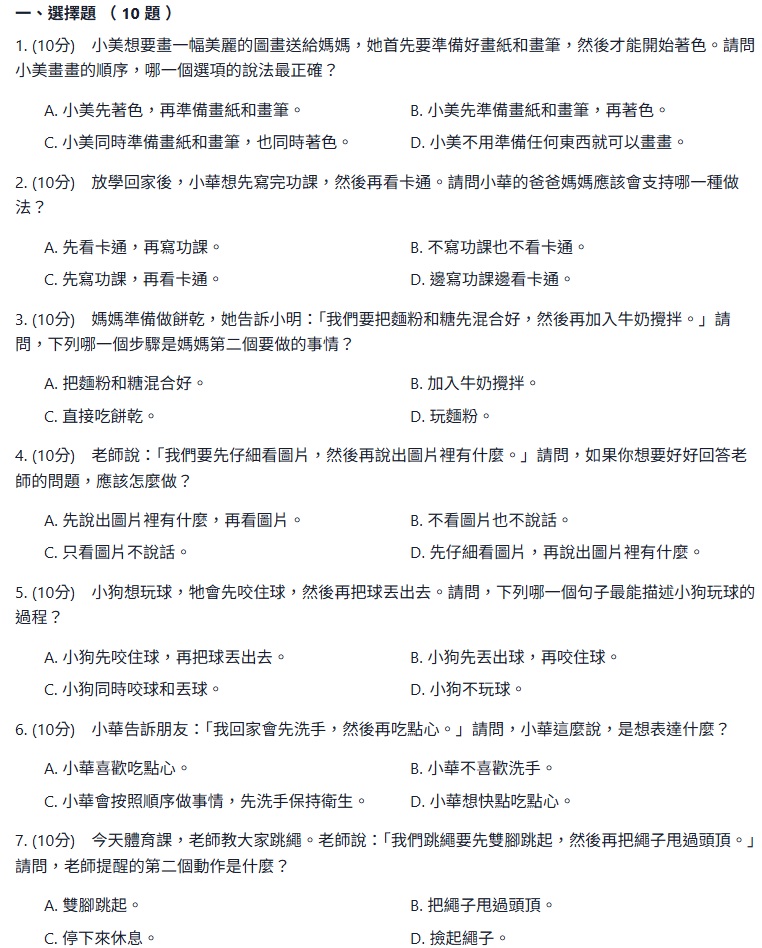 一、選擇題 （ 10 題 ）
1. (10分) 小美想要畫一幅美麗的圖畫送給媽媽，她首先要準備好畫紙和畫筆，然後才能開始著色。請問
小美畫畫的順序，哪一個選項的說法最正確？
A. 小美先著色，再準備畫紙和畫筆。 B. 小美先準備畫紙和畫筆，再著色。
C. 小美同時準備畫紙和畫筆，也同時著色。 D. 小美不用準備任何東西就可以畫畫。
2. (10分) 放學回家後，小華想先寫完功課，然後再看卡通。請問小華的爸爸媽媽應該會支持哪一種做
法？
A. 先看卡通，再寫功課。 B. 不寫功課也不看卡通。
C. 先寫功課，再看卡通。 D. 邊寫功課邊看卡通。
3. (10分) 媽媽準備做餅乾，她告訴小明：「我們要把麵粉和糖先混合好，然後再加入牛奶攪拌。」請
問，下列哪一個步驟是媽媽第二個要做的事情？
A. 把麵粉和糖混合好。 B. 加入牛奶攪拌。
C. 直接吃餅乾。 D. 玩麵粉。
4. (10分) 老師說：「我們要先仔細看圖片，然後再說出圖片裡有什麼。」請問，如果你想要好好回答老
師的問題，應該怎麼做？
A. 先說出圖片裡有什麼，再看圖片。 B. 不看圖片也不說話。
C. 只看圖片不說話。 D. 先仔細看圖片，再說出圖片裡有什麼。
5. (10分) 小狗想玩球，牠會先咬住球，然後再把球丟出去。請問，下列哪一個句子最能描述小狗玩球的
過程？
A. 小狗先咬住球，再把球丟出去。 B. 小狗先丟出球，再咬住球。
C. 小狗同時咬球和丟球。 D. 小狗不玩球。
6. (10分) 小華告訴朋友：「我回家會先洗手，然後再吃點心。」請問，小華這麼說，是想表達什麼？
A. 小華喜歡吃點心。 B. 小華不喜歡洗手。
C. 小華會按照順序做事情，先洗手保持衛生。 D. 小華想快點吃點心。
7. (10分) 今天體育課，老師教大家跳繩。老師說：「我們跳繩要先雙腳跳起，然後再把繩子甩過頭頂。」
請問，老師提醒的第二個動作是什麼？
A. 雙腳跳起。 B. 把繩子甩過頭頂。
C. 停下來休息。 D. 撿起繩子。